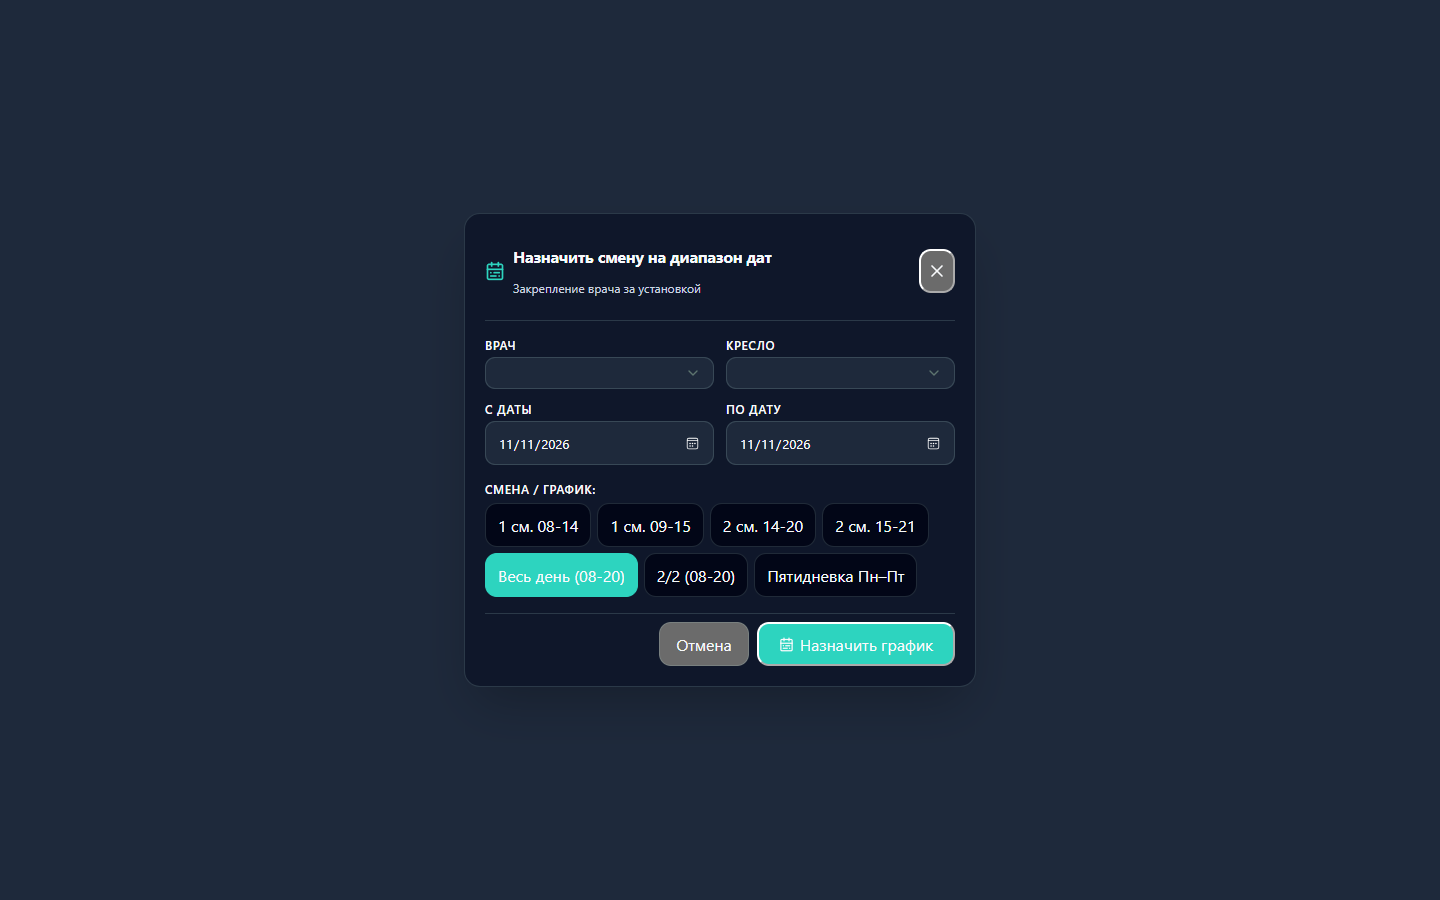 Назначить смену на диапазон дат
Закрепление врача за установкой
ВРАЧ
КРЕСЛО
С ДАТЫ
ПО ДАТУ
11/11/2026
11/11/2026
СМЕНА / ГРАФИК:
1 см. 08-14
1 см. 09-15
2 см. 14-20
2 см. 15-21
Весь день (08-20)
2/2 (08-20)
Пятидневка Пн–Пт
Отмена
Назначить график